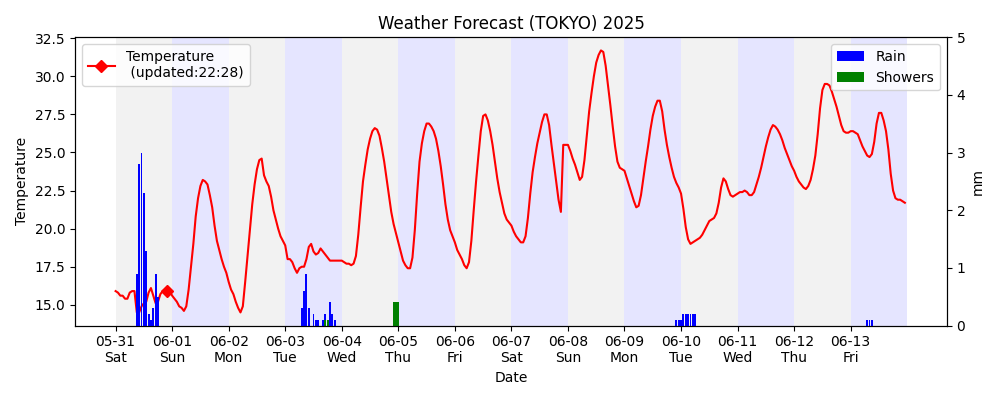 Weather Forecast (TOKYO) 2025
Temperature
(updated:22:28)
Rain
Showers
32.5
30.0
27.5
25.0
22.5
20.0
17.5
15.0
Temperature
5
4
3
2
1
0
mm
05-31 06-01 06-02 06-03 06-04 06-05 06-06 06-07 06-08 06-09 06-10 06-11 06-12 06-13
Sat Sun Mon Tue Wed Thu Fri Sat Sun Mon Tue Wed Thu Fri
Date